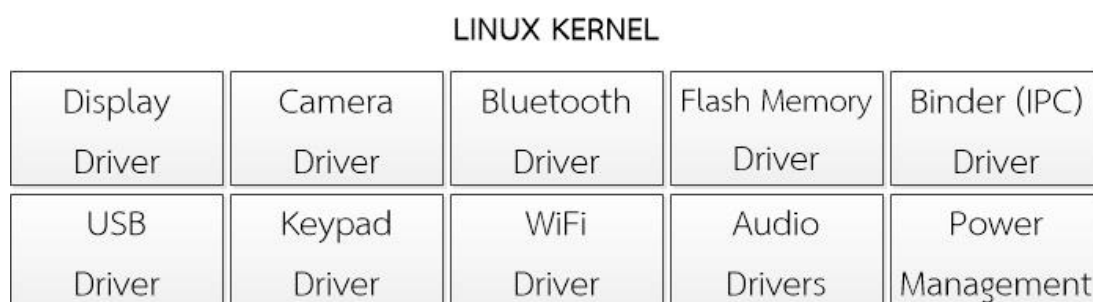 LINUX KERNEL
Display
Driver
Camera
Driver
Bluetooth
Driver
Flash Memory
Driver
Binder (IPC)
Driver
USB
Driver
Keypad
Driver
WiFi
Driver
Audio
Drivers
Power
Management